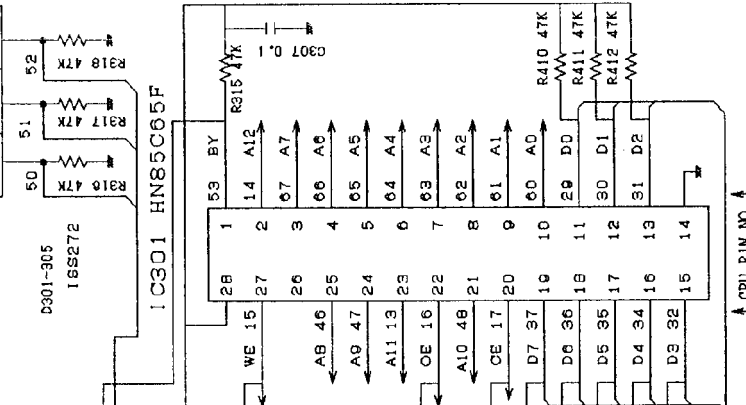 R410 47K
R411 47K
R412 47K
C307 0.1
R315 47K
52
R318 47K
51
R317 47K
50
R316 47K
D301-305
1SS272
IC301 HN85C65F
BY
A12
A7
A6
A5
A4
A3
A2
A1
A0
D0
D1
D2
53
14
67
66
65
64
63
62
61
60
29
30
31
1
2
3
4
5
6
7
8
9
10
11
12
13
14
28
27
26
25
24
23
22
21
20
19
18
17
16
15
WE 15
A8 46
A9 47
A11 13
OE 16
A10 48
CE 17
D7 37
D6 36
D5 35
D4 34
D3 32
CPU PIN NO